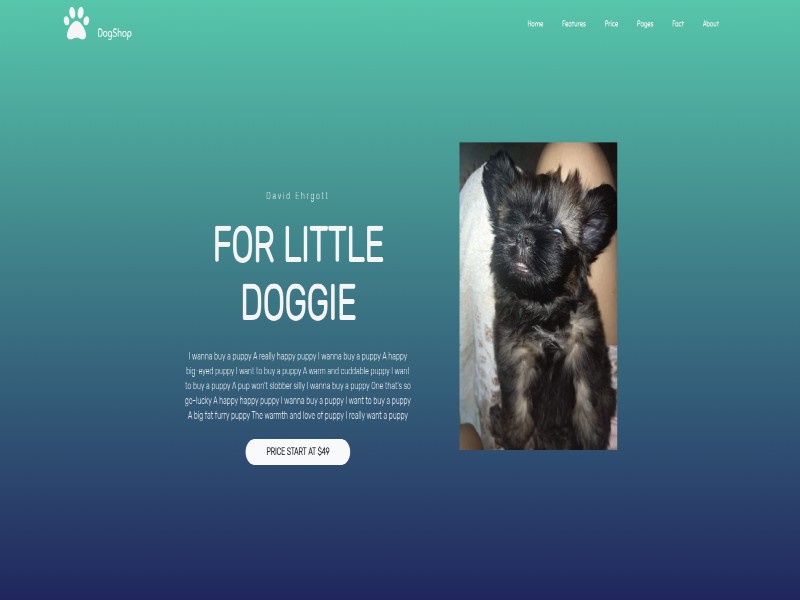 DogShop
Home Features Price Pages Fact About
David Ehrgott
FOR LITTLE
DOGGIE
I wanna buy a puppy A really happy puppy I wanna buy a puppy A happy
big-eyed puppy I want to buy a puppy A warm and cuddable puppy I want
to buy a puppy A pup won't slobber silly I wanna buy a puppy One that's so
go-lucky A happy happy puppy I wanna buy a puppy I want to buy a puppy
A big fat furry puppy The warmth and love of puppy I really want a puppy
PRICE START AT $49